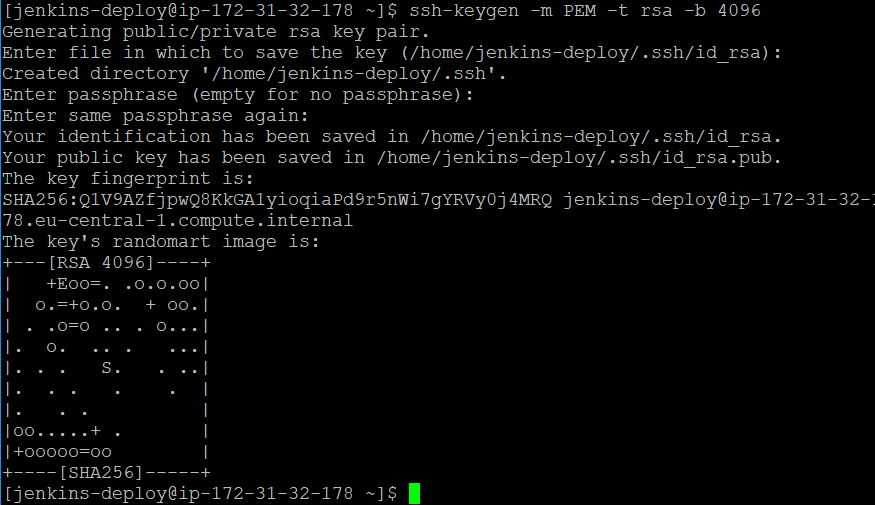 [jenkins-deploy@ip-172-31-32-178 ~]$ ssh-keygen -m PEM -t rsa -b 4096
Generating public/private rsa key pair.
Enter file in which to save the key (/home/jenkins-deploy/.ssh/id_rsa):
Created directory '/home/jenkins-deploy/.ssh'.
Enter passphrase (empty for no passphrase):
Enter same passphrase again:
Your identification has been saved in /home/jenkins-deploy/.ssh/id_rsa.
Your public key has been saved in /home/jenkins-deploy/.ssh/id_rsa.pub.
The key fingerprint is:
SHA256:Q1V9AZfjpwQ8KkGA1yioqiaPd9r5nWi7gYRVy0j4MRQ jenkins-deploy@ip-172-31-32-1
78.eu-central-1.compute.internal
The key's randomart image is:
+---[RSA 4096]----+
|   +Eoo=. .o.o.oo|
|  o.=+o.o.  + oo.|
| . .o=o .. . o...|
|.  o.  .. .   ...|
|. . .   S.   . ..|
|.  . .   .    .  |
|.   . .          |
|oo.....+ .       |
|+ooooo=oo        |
+----[SHA256]-----+
[jenkins-deploy@ip-172-31-32-178 ~]$